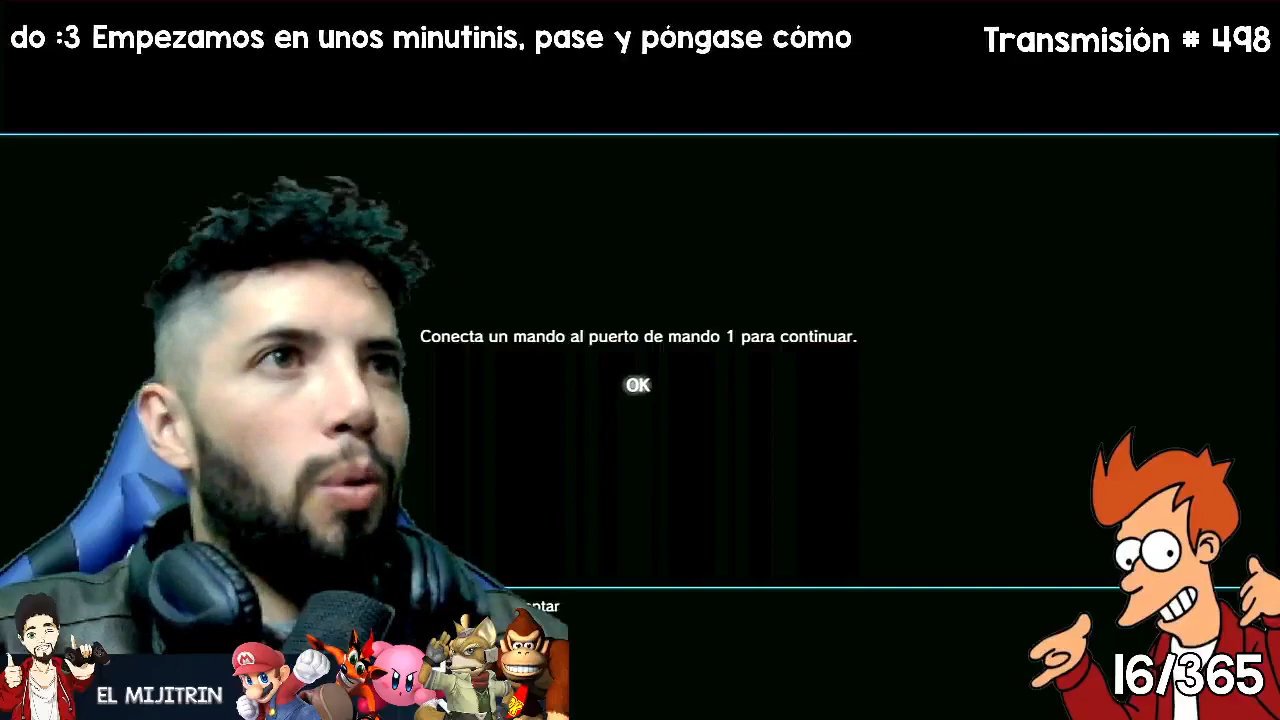 do :3 Empezamos en unos minutinis, pase y póngase cómo
Transmisión # 498
Conecta un mando al puerto de mando 1 para continuar.
OK
EL MIJITRIN
16/365